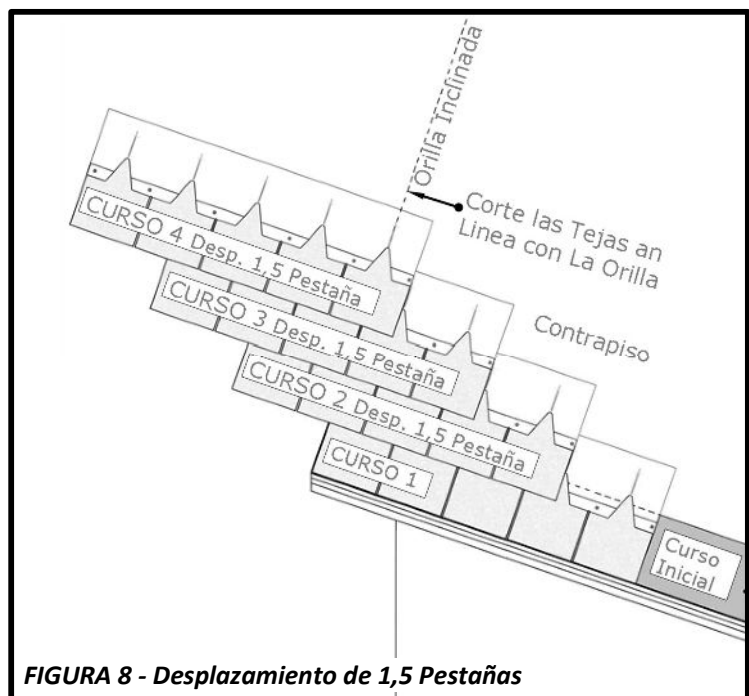 Orilla Inclinada
Corte las Tejas an
Linea con La Orilla
Contrapiso
CURSO 4 Desp. 1,5 Pestaña
CURSO 3 Desp. 1,5 Pestaña
CURSO 2 Desp. 1,5 Pestaña
CURSO 1
Curso
Inicial
FIGURA 8 - Desplazamiento de 1,5 Pestañas